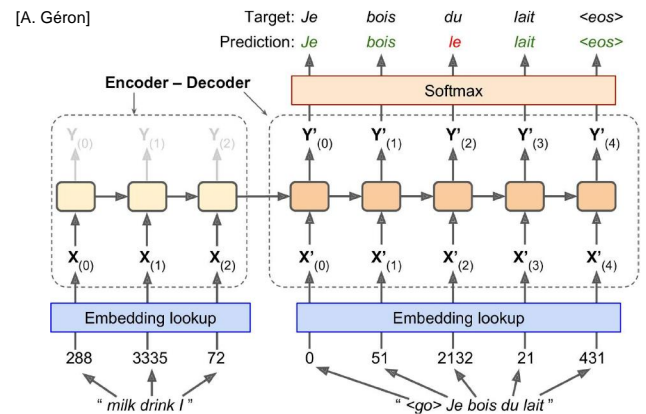 [A. Géron]
Target: Je bois du lait <eos>
Prediction: Je bois le lait <eos>
Encoder – Decoder
Softmax
Y(0) Y(1) Y(2) Y'(0) Y'(1) Y'(2) Y'(3) Y'(4)
X(0) X(1) X(2) X'(0) X'(1) X'(2) X'(3) X'(4)
Embedding lookup Embedding lookup
288 3335 72 0 51 2132 21 431
“ milk drink I ” “ <go> Je bois du lait ”